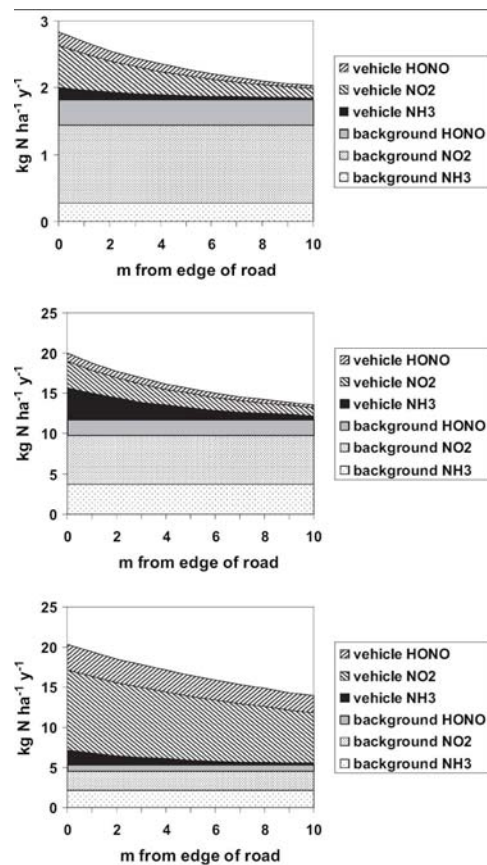 kg N ha⁻¹ y⁻¹
3
2
1
0
0 2 4 6 8 10
m from edge of road
vehicle HONO
vehicle NO2
vehicle NH3
background HONO
background NO2
background NH3
kg N ha⁻¹ y⁻¹
25
20
15
10
5
0
0 2 4 6 8 10
m from edge of road
vehicle HONO
vehicle NO2
vehicle NH3
background HONO
background NO2
background NH3
kg N ha⁻¹ y⁻¹
25
20
15
10
5
0
0 2 4 6 8 10
m from edge of road
vehicle HONO
vehicle NO2
vehicle NH3
background HONO
background NO2
background NH3